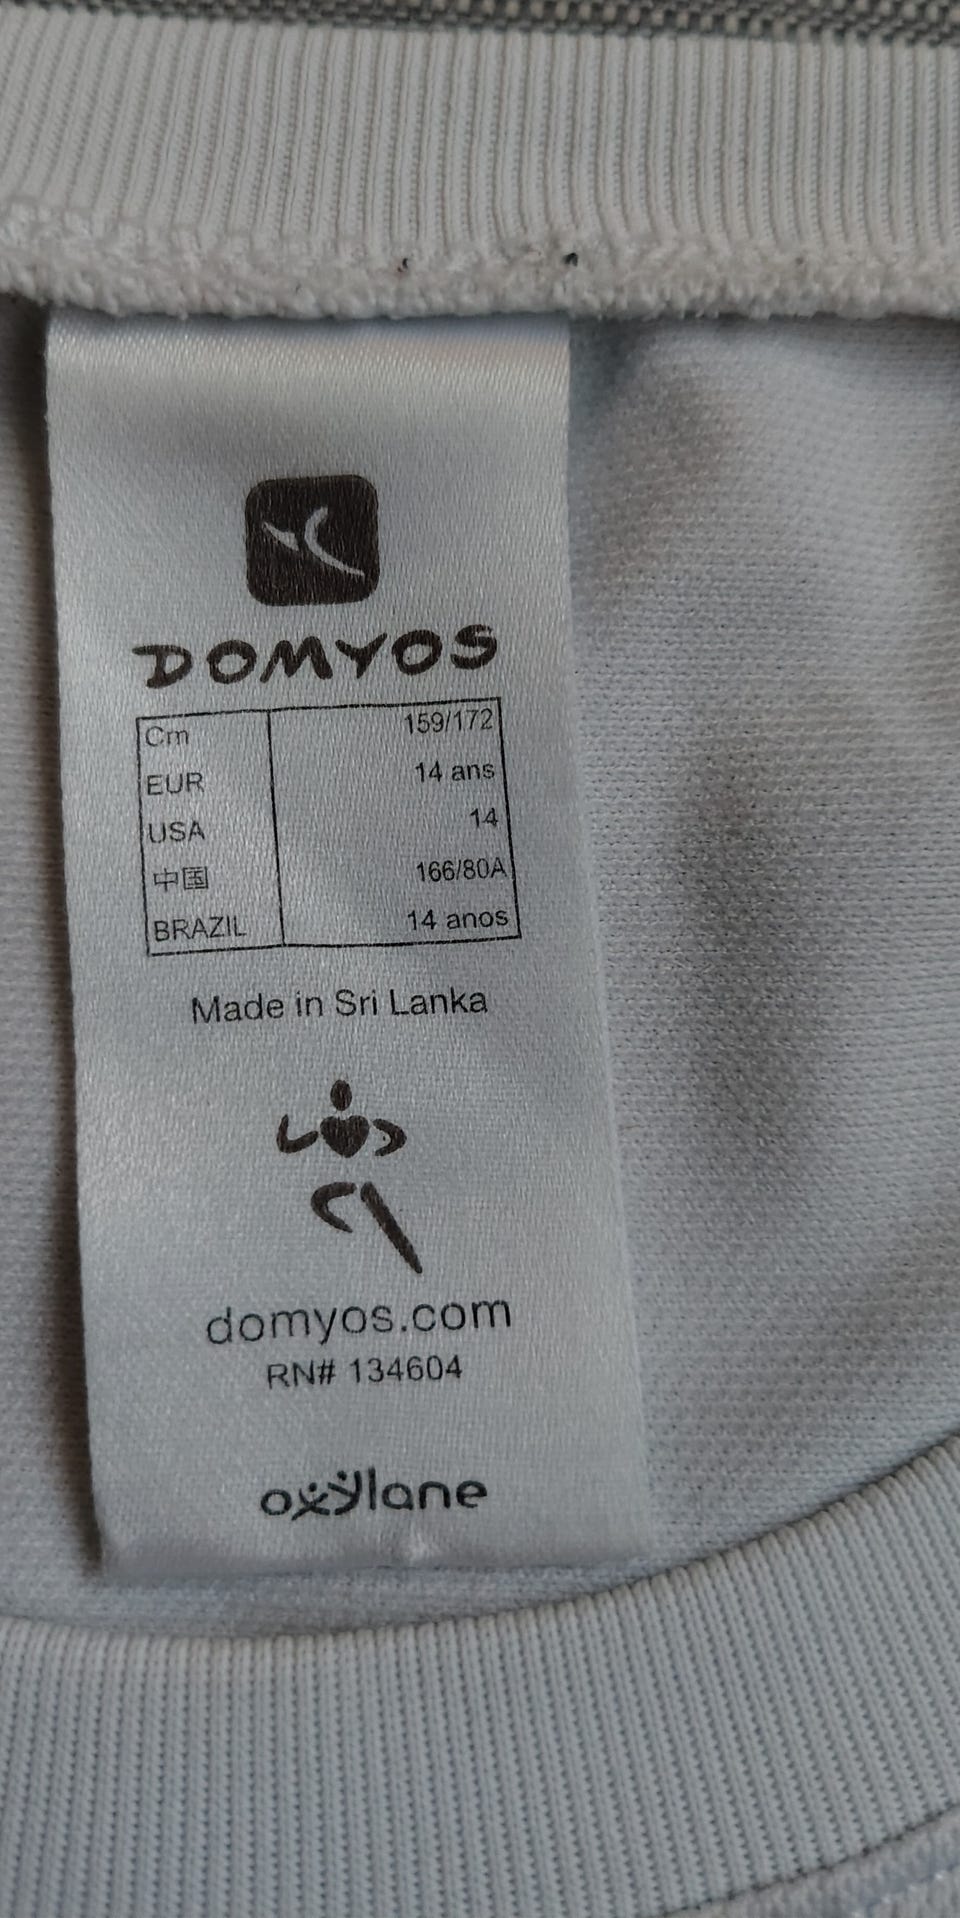 DOMYOS
Cm 159/172
EUR 14 ans
USA 14
中国 166/80A
BRAZIL 14 anos
Made in Sri Lanka
domyos.com
RN# 134604
oxylane